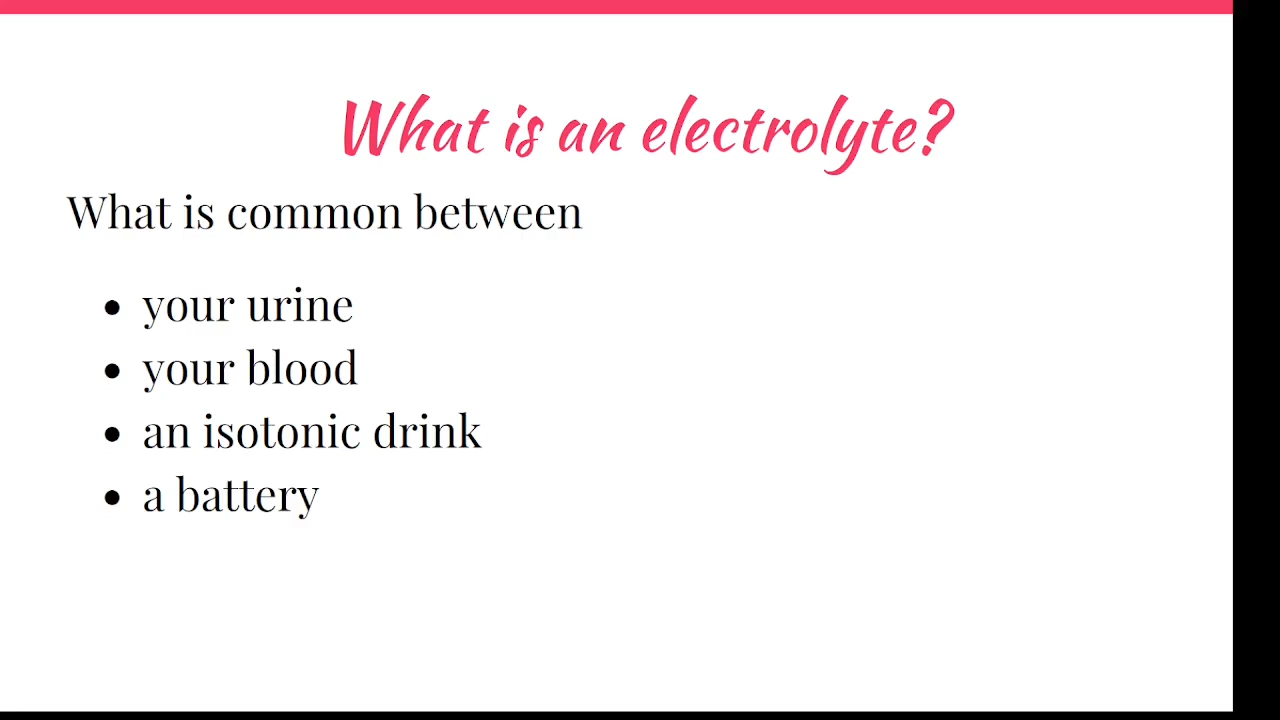 What is an electrolyte?
What is common between
• your urine
• your blood
• an isotonic drink
• a battery